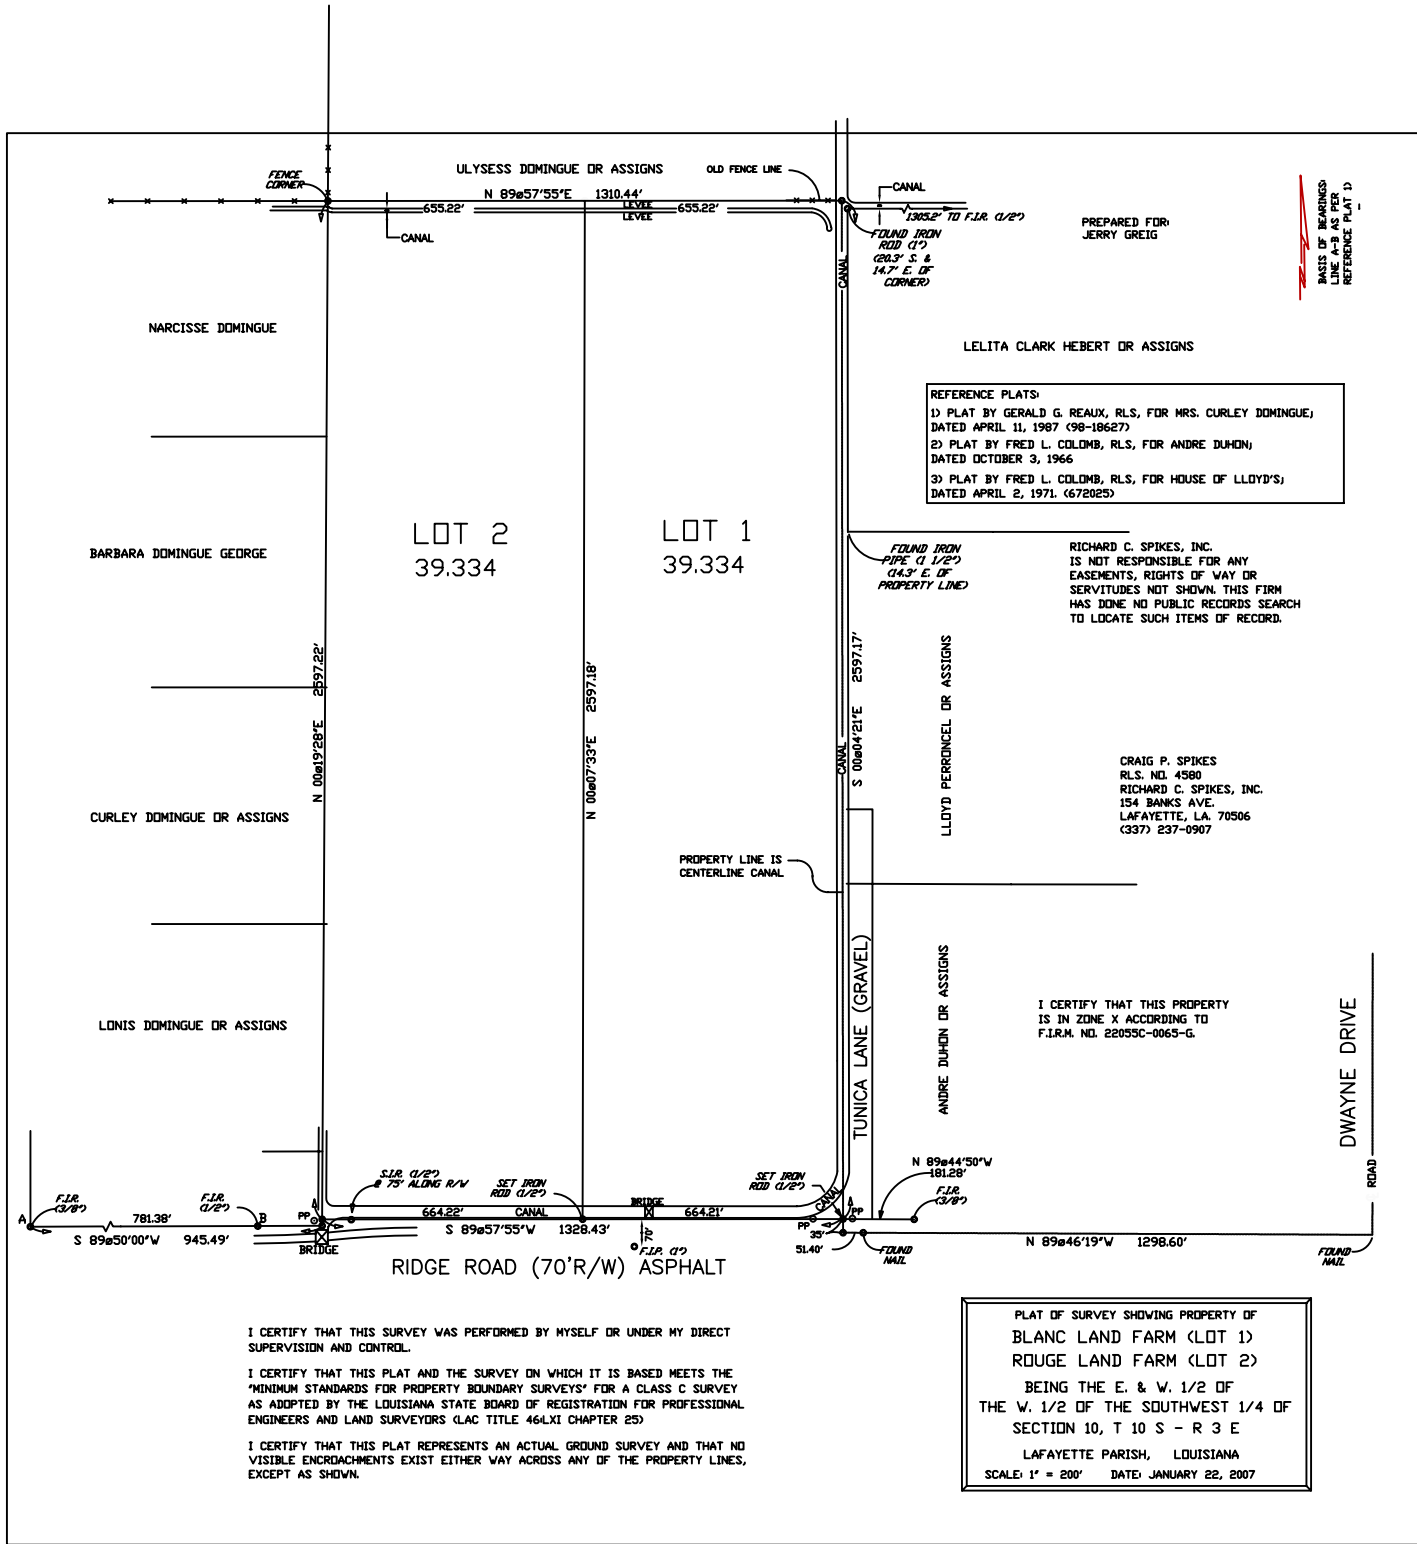 ULYSESS DOMINGUE OR ASSIGNS
OLD FENCE LINE
FENCE
CORNER
N 89ø57'55"E 1310.44'
655.22'
LEVEE
LEVEE
655.22'
CANAL
CANAL
1305.2' TO F.I.R. (1/2")
FOUND IRON
ROD (1")
(20.3' S. &
14.7' E. OF
CORNER)
CANAL
PREPARED FOR:
JERRY GREIG
BASIS OF BEARINGS:
LINE A-B AS PER
REFERENCE PLAT 1)
NARCISSE DOMINGUE
LELITA CLARK HEBERT OR ASSIGNS
REFERENCE PLATS:
1) PLAT BY GERALD G. REAUX, RLS, FOR MRS. CURLEY DOMINGUE;
DATED APRIL 11, 1987 (98-18627)
2) PLAT BY FRED L. COLOMB, RLS, FOR ANDRE DUHON;
DATED OCTOBER 3, 1966
3) PLAT BY FRED L. COLOMB, RLS, FOR HOUSE OF LLOYD'S;
DATED APRIL 2, 1971. (672025)
LOT 2
39.334
LOT 1
39.334
BARBARA DOMINGUE GEORGE
FOUND IRON
PIPE (1 1/2")
(14.3' E. OF
PROPERTY LINE)
RICHARD C. SPIKES, INC.
IS NOT RESPONSIBLE FOR ANY
EASEMENTS, RIGHTS OF WAY OR
SERVITUDES NOT SHOWN. THIS FIRM
HAS DONE NO PUBLIC RECORDS SEARCH
TO LOCATE SUCH ITEMS OF RECORD.
N 00ø19'28"E 2597.22'
N 00ø07'33"E 2597.18'
S 00ø04'21"E 2597.17'
CANAL
LLOYD PERRONCEL OR ASSIGNS
CRAIG P. SPIKES
RLS. NO. 4580
RICHARD C. SPIKES, INC.
154 BANKS AVE.
LAFAYETTE, LA. 70506
(337) 237-0907
CURLEY DOMINGUE OR ASSIGNS
PROPERTY LINE IS
CENTERLINE CANAL
TUNICA LANE (GRAVEL)
ANDRE DUHON OR ASSIGNS
I CERTIFY THAT THIS PROPERTY
IS IN ZONE X ACCORDING TO
F.I.R.M. NO. 22055C-0065-G.
LONIS DOMINGUE OR ASSIGNS
DWAYNE DRIVE
ROAD
A
F.I.R.
(3/8")
781.38'
F.I.R.
(1/2")
B
S 89ø50'00"W 945.49'
PP
BRIDGE
S.I.R. (1/2")
@ 75' ALONG R/W
664.22'
CANAL
SET IRON
ROD (1/2")
BRIDGE
664.21'
S 89ø57'55"W 1328.43'
70'
F.I.P. (1")
SET IRON
ROD (1/2")
CANAL
PP
PP
35'
51.40'
N 89ø44'50"W
181.28'
F.I.R.
(3/8")
FOUND
NAIL
N 89ø46'19"W 1298.60'
FOUND
NAIL
RIDGE ROAD (70'R/W) ASPHALT
I CERTIFY THAT THIS SURVEY WAS PERFORMED BY MYSELF OR UNDER MY DIRECT
SUPERVISION AND CONTROL.
I CERTIFY THAT THIS PLAT AND THE SURVEY ON WHICH IT IS BASED MEETS THE
"MINIMUM STANDARDS FOR PROPERTY BOUNDARY SURVEYS" FOR A CLASS C SURVEY
AS ADOPTED BY THE LOUISIANA STATE BOARD OF REGISTRATION FOR PROFESSIONAL
ENGINEERS AND LAND SURVEYORS (LAC TITLE 46:LXI CHAPTER 25)
I CERTIFY THAT THIS PLAT REPRESENTS AN ACTUAL GROUND SURVEY AND THAT NO
VISIBLE ENCROACHMENTS EXIST EITHER WAY ACROSS ANY OF THE PROPERTY LINES,
EXCEPT AS SHOWN.
PLAT OF SURVEY SHOWING PROPERTY OF
BLANC LAND FARM (LOT 1)
ROUGE LAND FARM (LOT 2)
BEING THE E. & W. 1/2 OF
THE W. 1/2 OF THE SOUTHWEST 1/4 OF
SECTION 10, T 10 S - R 3 E
LAFAYETTE PARISH, LOUISIANA
SCALE: 1" = 200' DATE: JANUARY 22, 2007